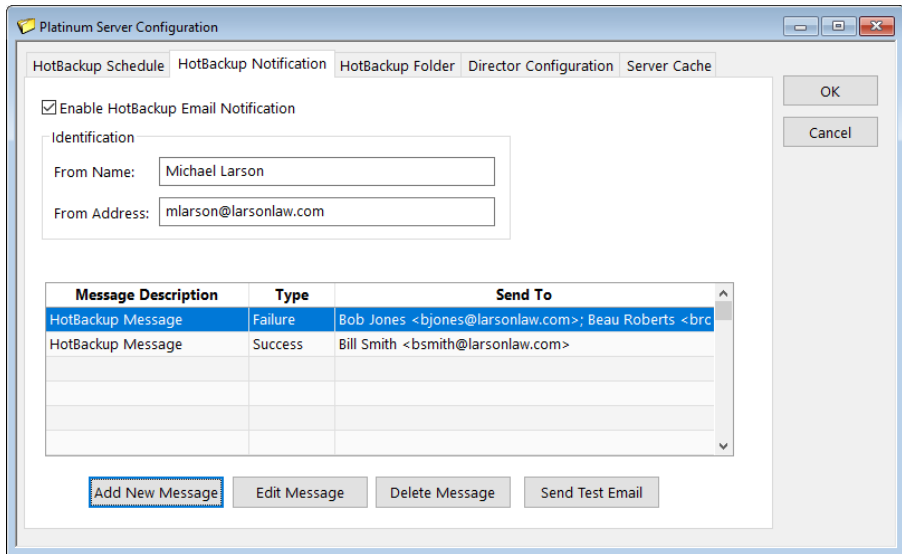 Platinum Server Configuration
HotBackup Schedule HotBackup Notification HotBackup Folder Director Configuration Server Cache
OK
Cancel
Enable HotBackup Email Notification
Identification
From Name: Michael Larson
From Address: mlarson@larsonlaw.com
Message Description Type Send To
HotBackup Message Failure Bob Jones <bjones@larsonlaw.com>; Beau Roberts <brc
HotBackup Message Success Bill Smith <bsmith@larsonlaw.com>
Add New Message Edit Message Delete Message Send Test Email